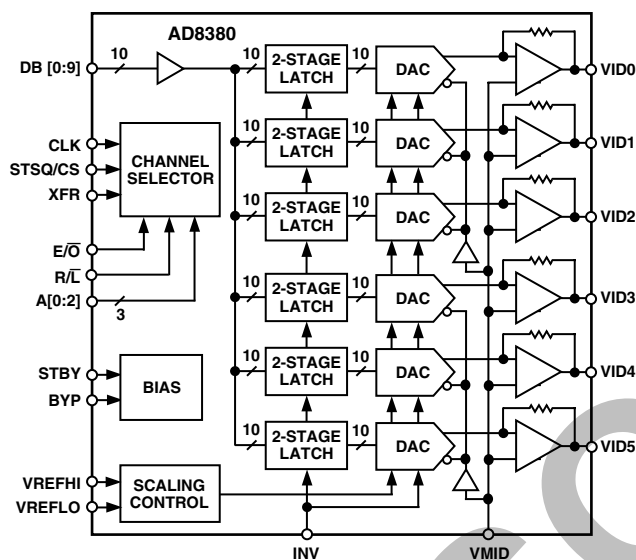 AD8380
DB [0:9]
10
10
2-STAGE
LATCH
10
DAC
VID0
10
2-STAGE
LATCH
10
DAC
VID1
CLK
STSQ/CS
XFR
CHANNEL
SELECTOR
10
2-STAGE
LATCH
10
DAC
VID2
E/O̅
R/L̅
A[0:2]
3
10
2-STAGE
LATCH
10
DAC
VID3
STBY
BYP
BIAS
10
2-STAGE
LATCH
10
DAC
VID4
10
2-STAGE
LATCH
10
DAC
VID5
VREFHI
VREFLO
SCALING
CONTROL
INV
VMID